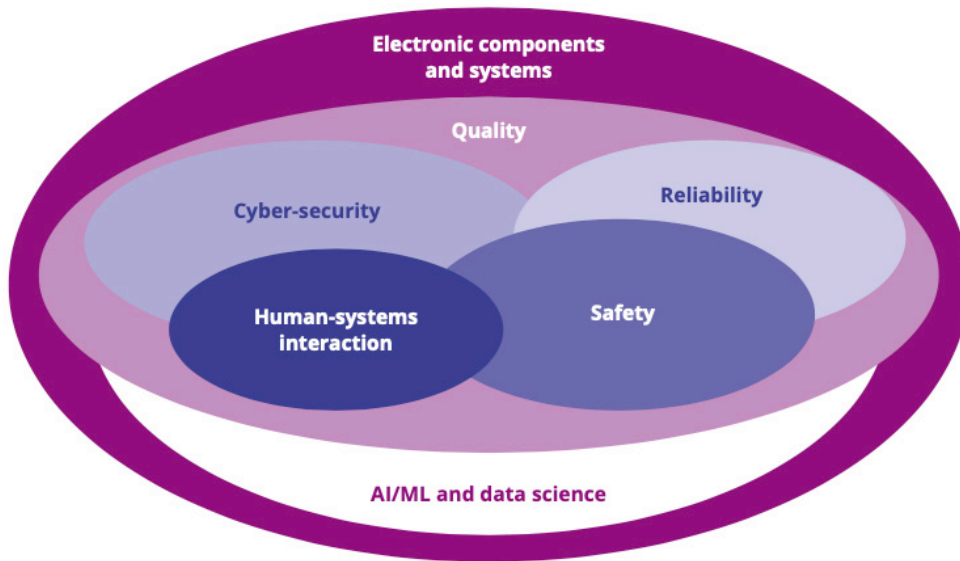 Electronic components
and systems
Quality
Cyber-security
Reliability
Human-systems
interaction
Safety
AI/ML and data science